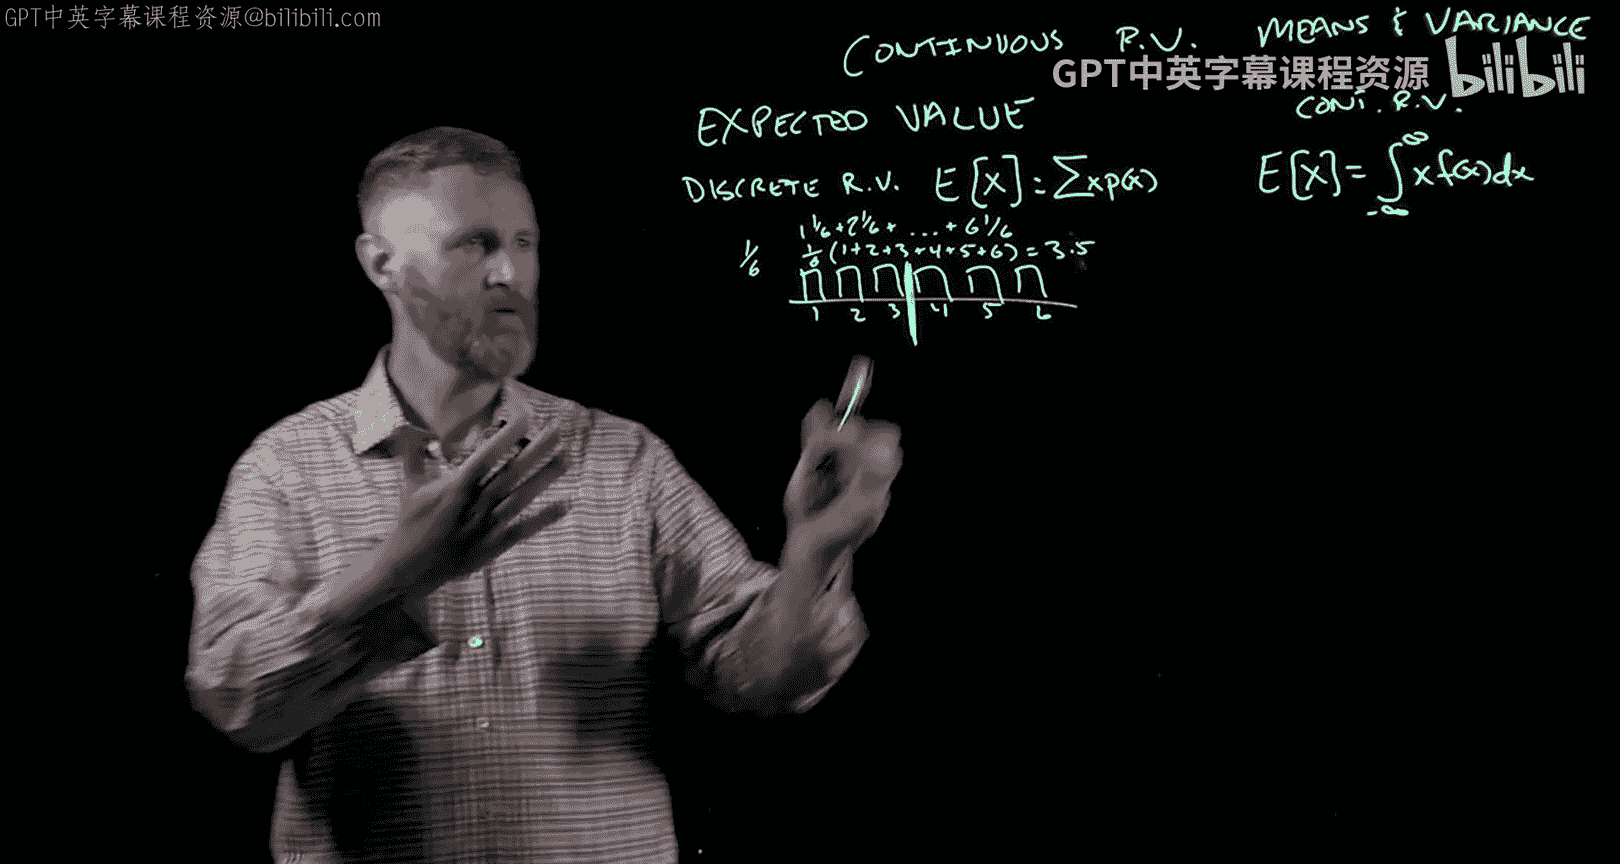 GPT中英字幕课程资源@bilibili.com
CONTINUOUS R.V. MEANS & VARIANCE
GPT中英字幕课程资源 bilibili
EXPECTED VALUE
CONT. R.V.
DISCRETE R.V. E[X] = ∑xp(x)
E[X] = ∫_{-∞}^{∞} x f(x) dx
1 1/6 + 2 1/6 + ... + 6 1/6
1/6 1/6 (1+2+3+4+5+6) = 3.5
1 2 3 4 5 6